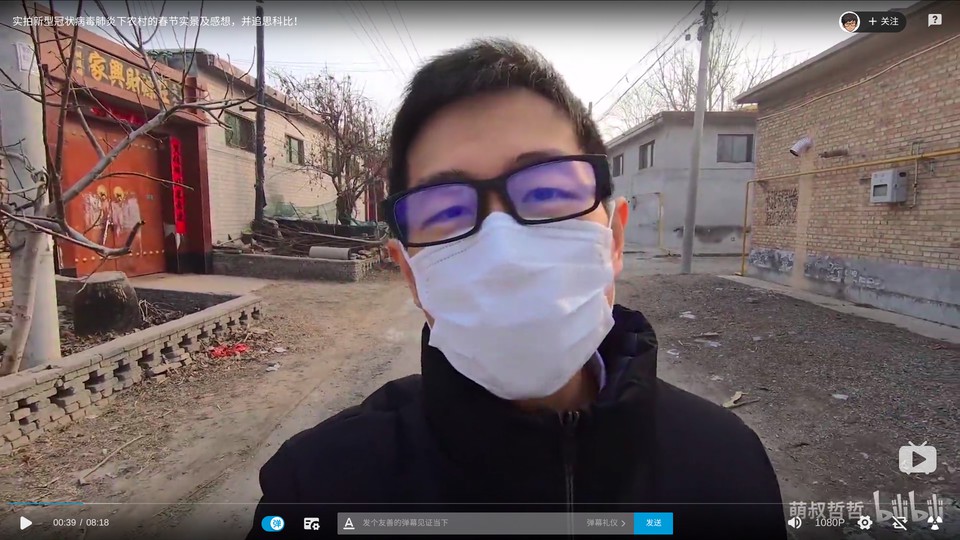 实拍新型冠状病毒肺炎下农村的春节实景及感想，并追思科比！
+ 关注
?
家興財
00:39 / 08:18
弹
A
发个友善的弹幕见证当下
弹幕礼仪 >
发送
萌叔哲哲
bilibili
1080P